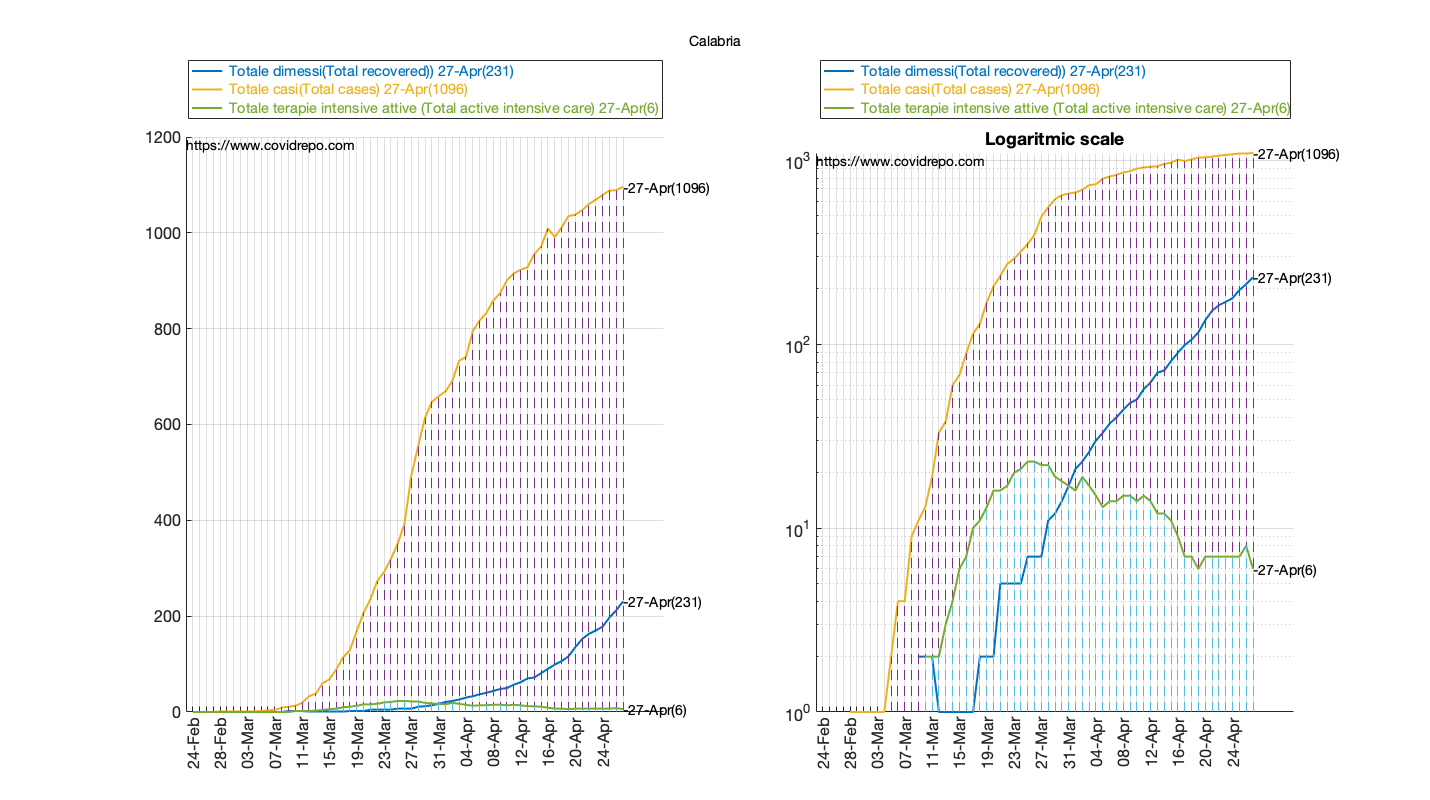 Calabria
Totale dimessi(Total recovered)) 27-Apr(231)
Totale casi(Total cases) 27-Apr(1096)
Totale terapie intensive attive (Total active intensive care) 27-Apr(6)
1200
https://www.covidrepo.com
-27-Apr(1096)
1000
800
600
400
-27-Apr(231)
200
0
-27-Apr(6)
24-Feb
28-Feb
03-Mar
07-Mar
11-Mar
15-Mar
19-Mar
23-Mar
27-Mar
31-Mar
04-Apr
08-Apr
12-Apr
16-Apr
20-Apr
24-Apr
Totale dimessi(Total recovered)) 27-Apr(231)
Totale casi(Total cases) 27-Apr(1096)
Totale terapie intensive attive (Total active intensive care) 27-Apr(6)
Logaritmic scale
10³
https://www.covidrepo.com
-27-Apr(1096)
-27-Apr(231)
10²
10¹
-27-Apr(6)
10⁰
24-Feb
28-Feb
03-Mar
07-Mar
11-Mar
15-Mar
19-Mar
23-Mar
27-Mar
31-Mar
04-Apr
08-Apr
12-Apr
16-Apr
20-Apr
24-Apr